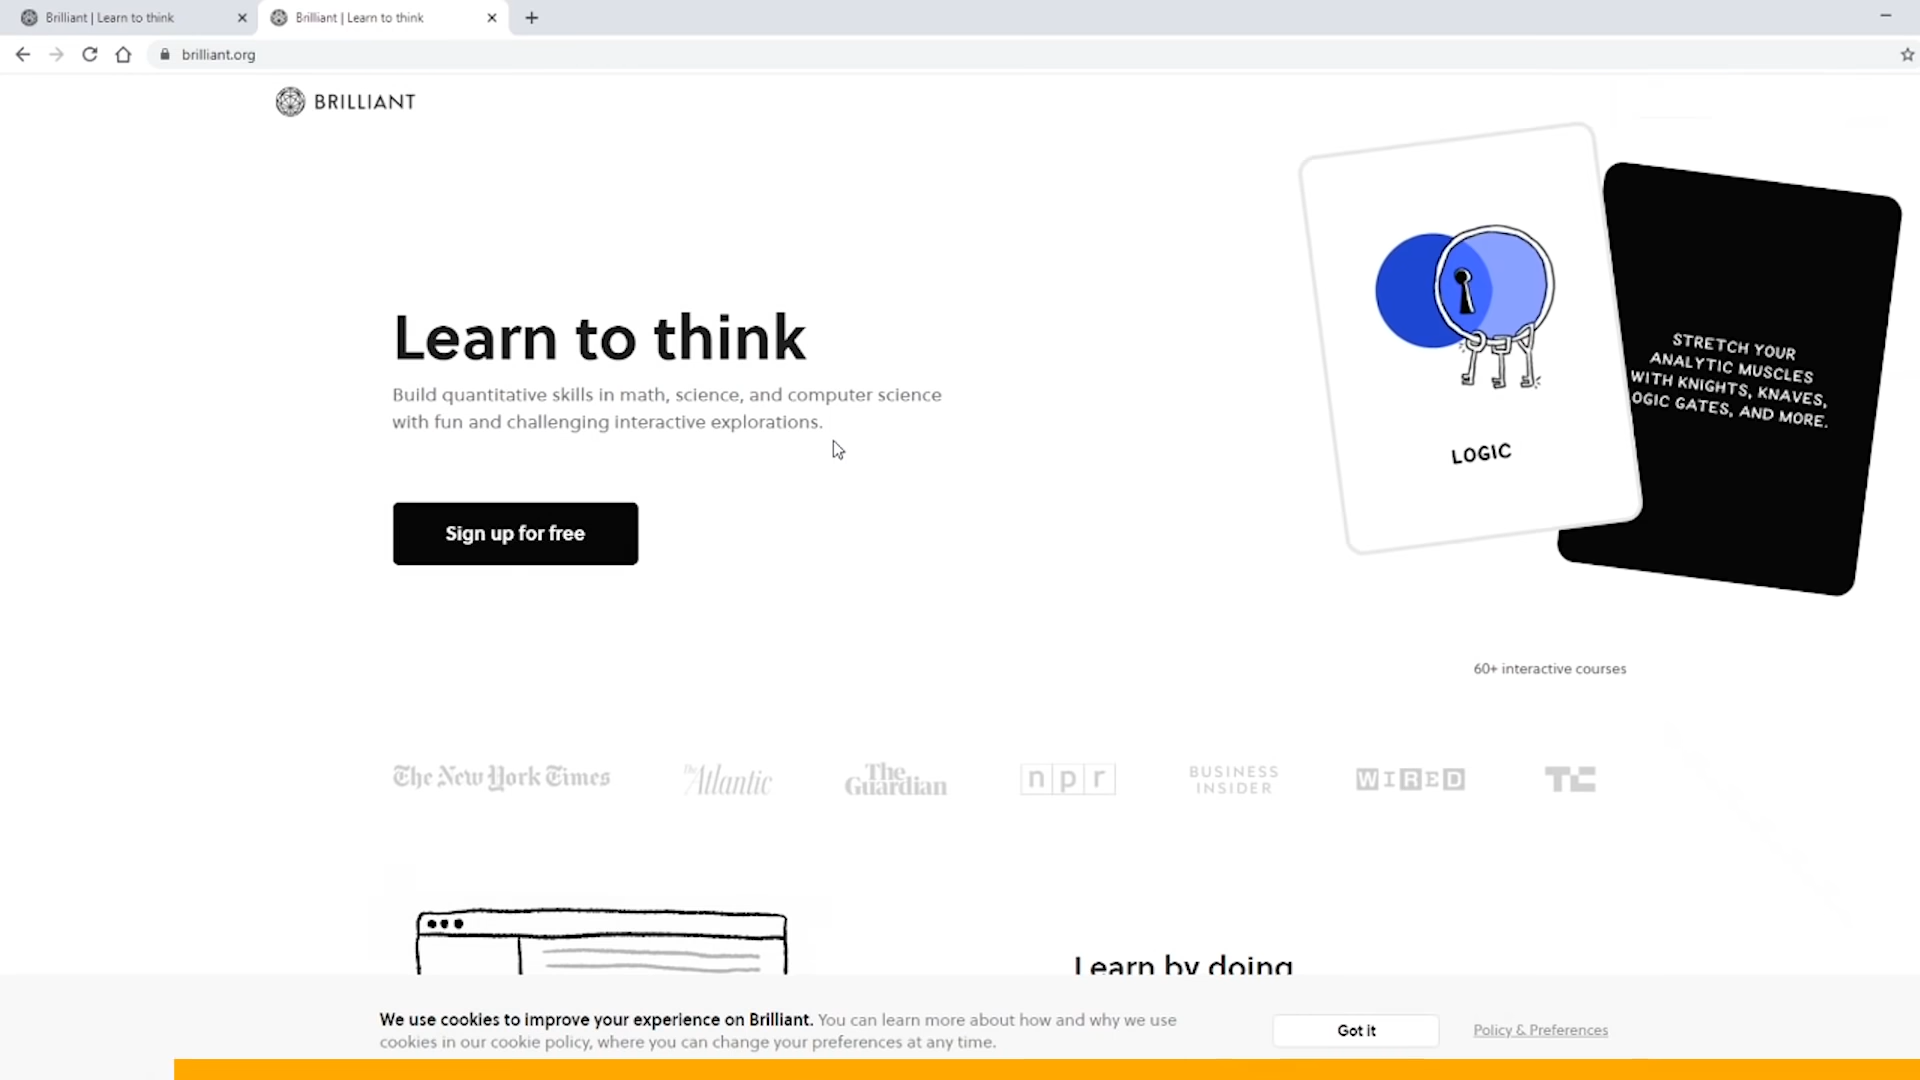 Brilliant | Learn to think
Brilliant | Learn to think
brilliant.org
BRILLIANT
Learn to think
Build quantitative skills in math, science, and computer science
with fun and challenging interactive explorations.
Sign up for free
LOGIC
STRETCH YOUR
ANALYTIC MUSCLES
WITH KNIGHTS, KNAVES,
OGIC GATES, AND MORE.
60+ interactive courses
The New York Times
The Atlantic
The Guardian
npr
BUSINESS INSIDER
WIRED
TC
Learn by doing
We use cookies to improve your experience on Brilliant. You can learn more about how and why we use
cookies in our cookie policy, where you can change your preferences at any time.
Got it
Policy & Preferences